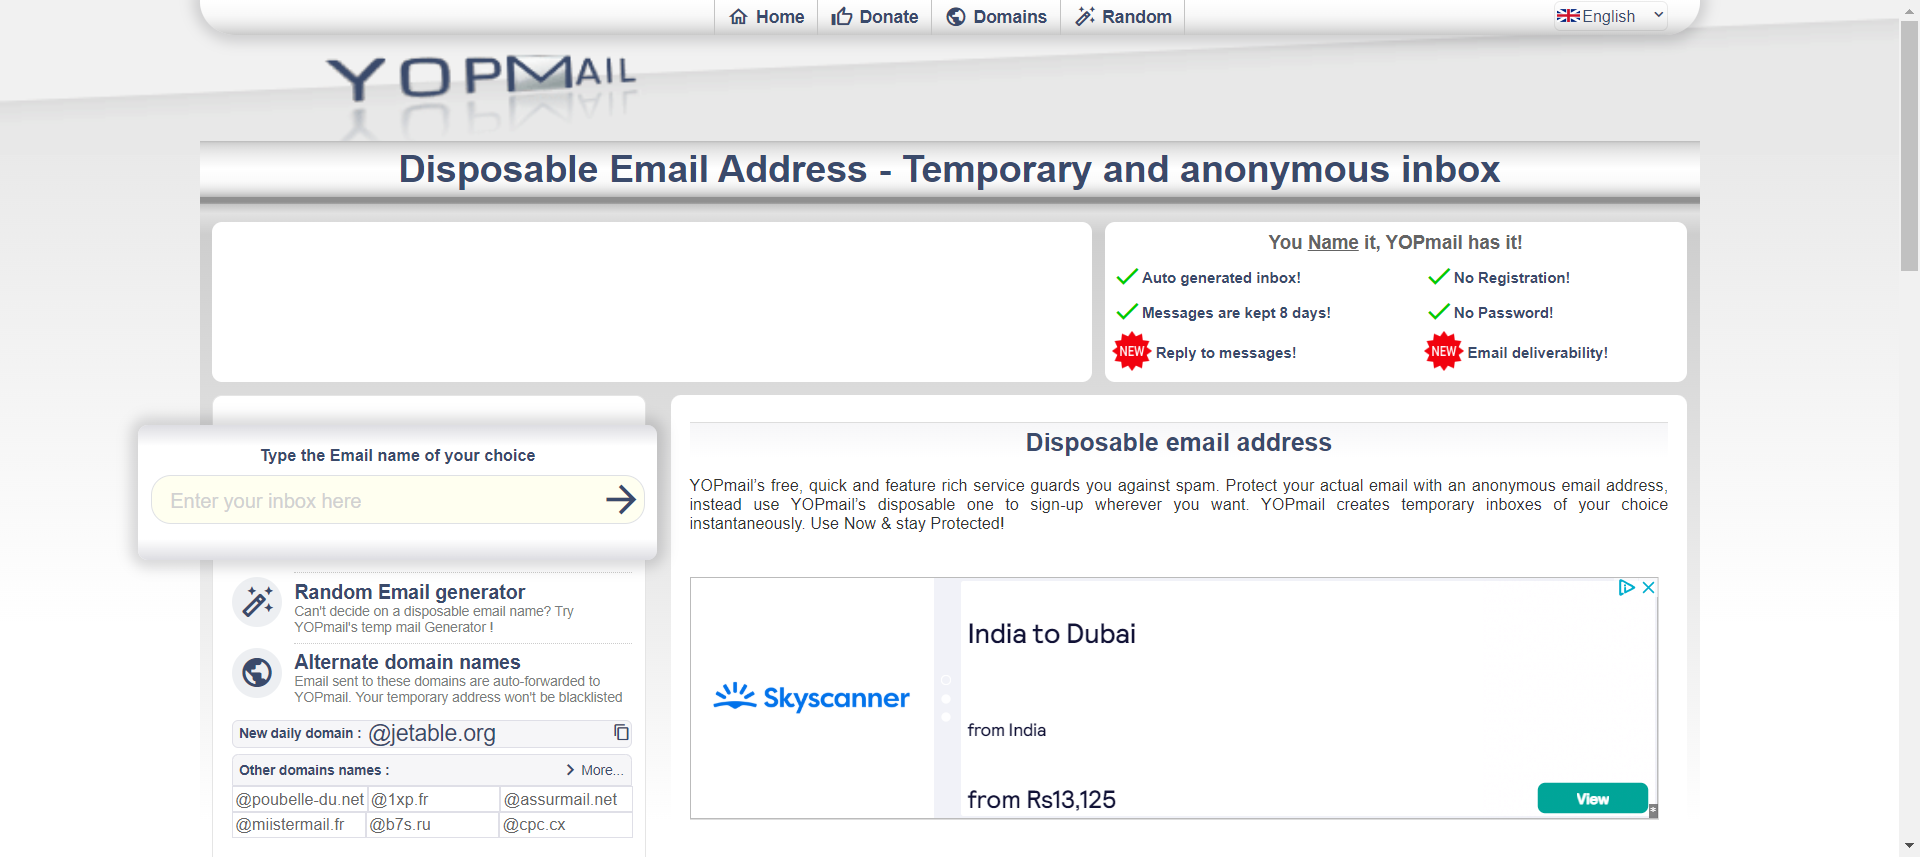 Home
Donate
Domains
Random
English
YOPMAIL
Disposable Email Address - Temporary and anonymous inbox
You Name it, YOPmail has it!
Auto generated inbox!
No Registration!
Messages are kept 8 days!
No Password!
NEW Reply to messages!
NEW Email deliverability!
Type the Email name of your choice
Enter your inbox here
Random Email generator
Can't decide on a disposable email name? Try
YOPmail's temp mail Generator !
Alternate domain names
Email sent to these domains are auto-forwarded to
YOPmail. Your temporary address won't be blacklisted
New daily domain : @jetable.org
Other domains names :
More...
@poubelle-du.net
@1xp.fr
@assurmail.net
@miistermail.fr
@b7s.ru
@cpc.cx
Disposable email address
YOPmail’s free, quick and feature rich service guards you against spam. Protect your actual email with an anonymous email address,
instead use YOPmail’s disposable one to sign-up wherever you want. YOPmail creates temporary inboxes of your choice
instantaneously. Use Now & stay Protected!
Skyscanner
India to Dubai
from India
from Rs13,125
View